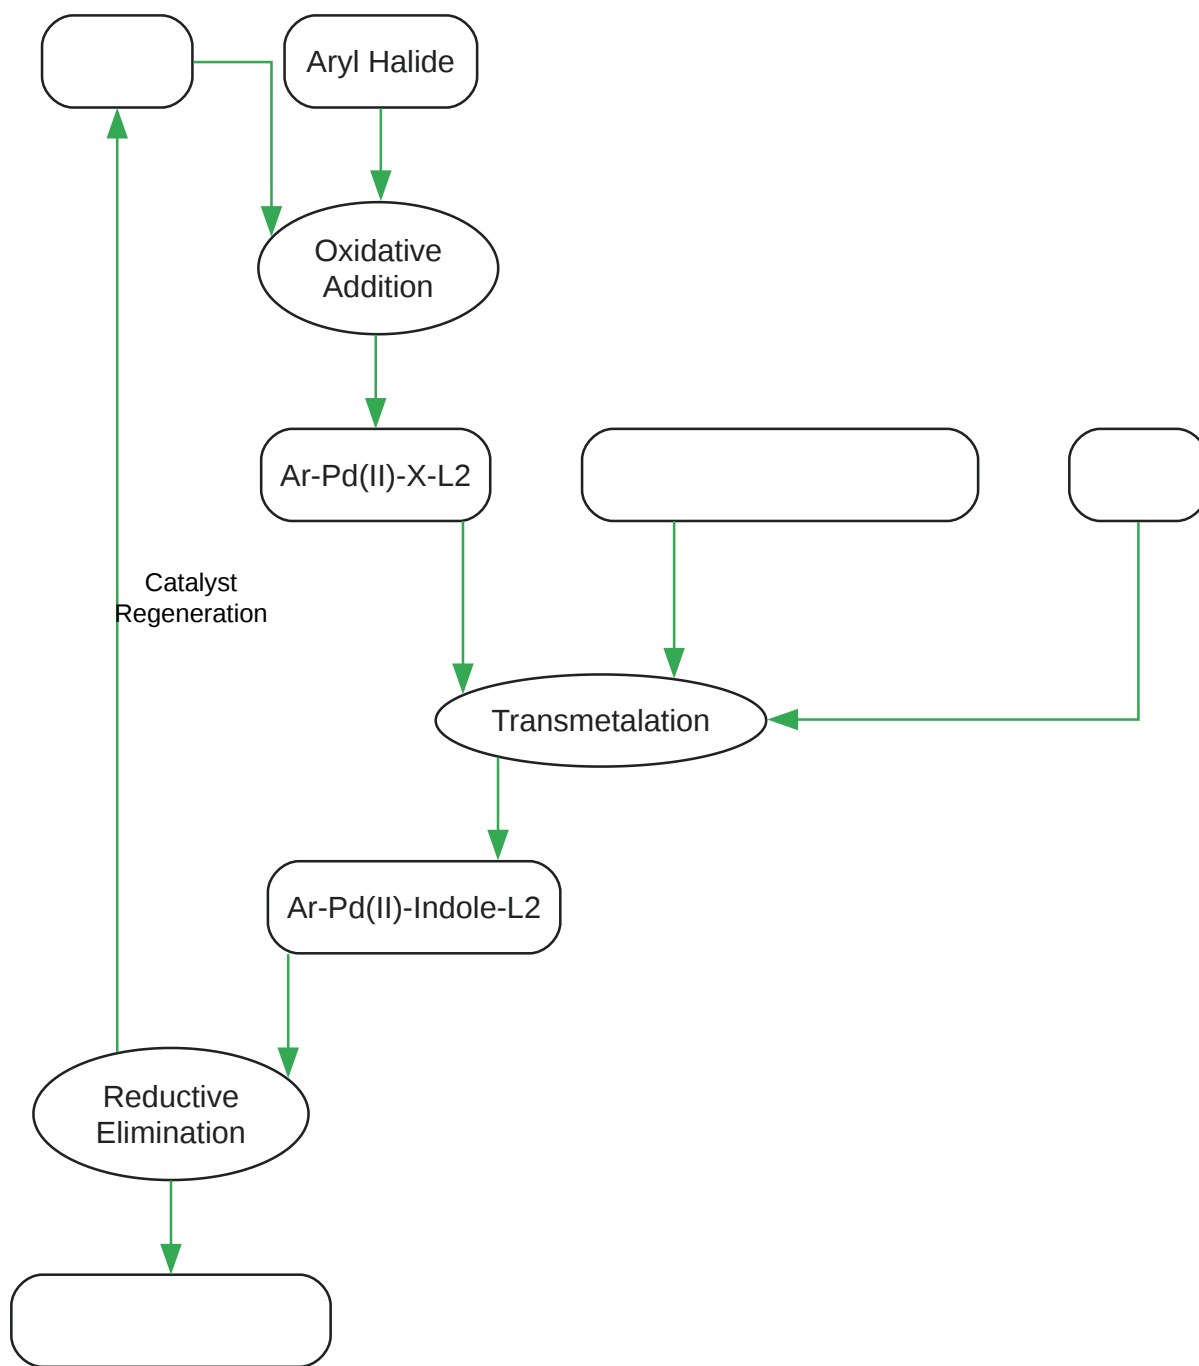 Aryl Halide
Oxidative
Addition
Ar-Pd(II)-X-L2
Catalyst
Regeneration
Transmetalation
Ar-Pd(II)-Indole-L2
Reductive
Elimination